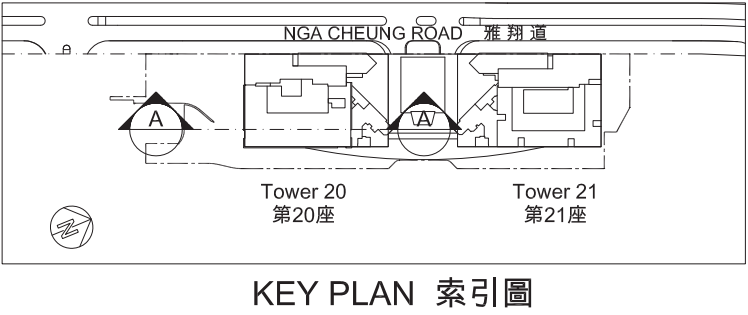 NGA CHEUNG ROAD 雅翔道
A A
Tower 20 Tower 21
第20座 第21座
N
KEY PLAN 索引圖